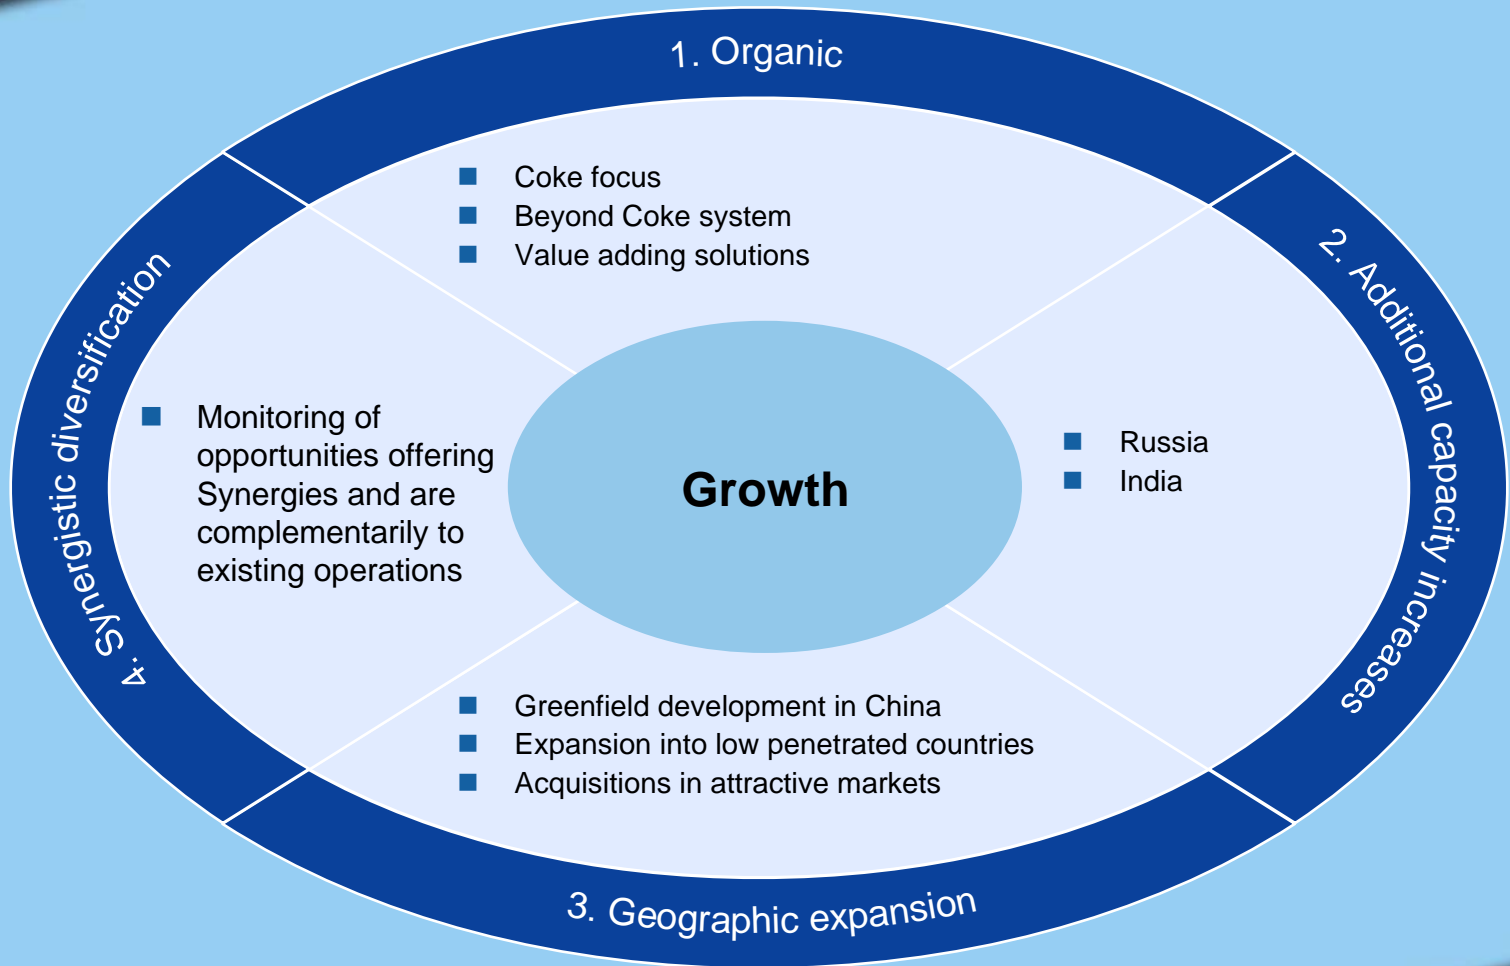 1. Organic
Coke focus
Beyond Coke system
Value adding solutions
2. Additional capacity increases
Russia
India
3. Geographic expansion
Greenfield development in China
Expansion into low penetrated countries
Acquisitions in attractive markets
4. Synergistic diversification
Monitoring of
opportunities offering
Synergies and are
complementarily to
existing operations
Growth